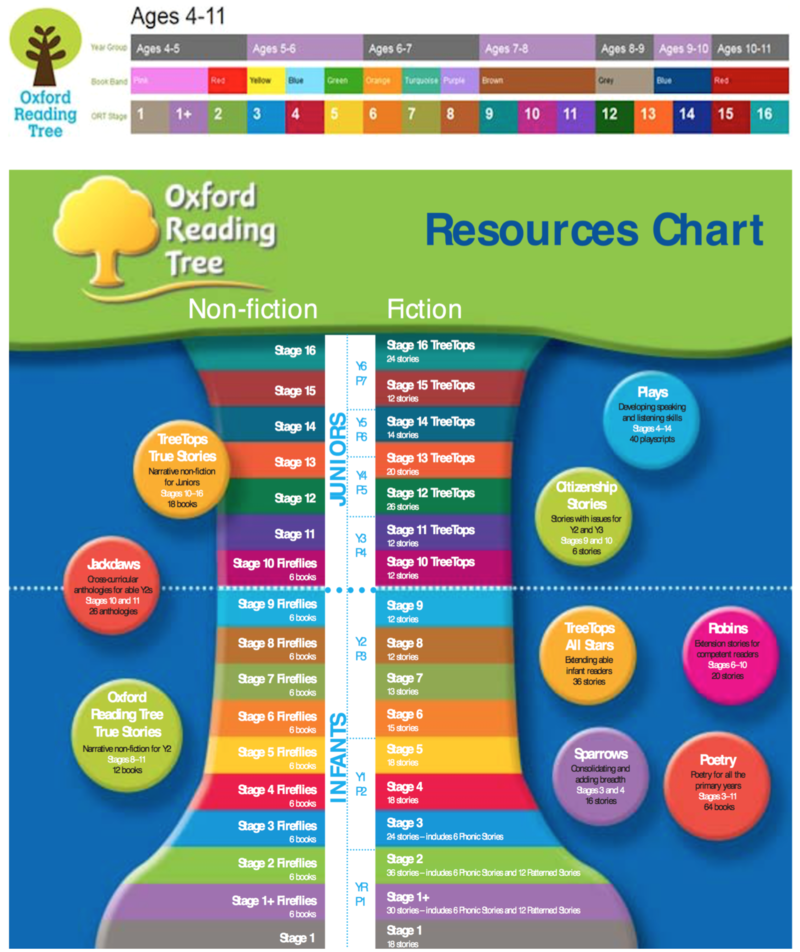 Ages 4-11
Year Group
Ages 4-5
Ages 5-6
Ages 6-7
Ages 7-8
Ages 8-9
Ages 9-10
Ages 10-11
Book Band
Pink
Red
Yellow
Blue
Green
Orange
Turquoise
Purple
Brown
Grey
Blue
Red
ORT Stage
1
1+
2
3
4
5
6
7
8
9
10
11
12
13
14
15
16
Oxford
Reading
Tree
Oxford
Reading
Tree
Resources Chart
Non-fiction
Fiction
Stage 16
Stage 15
Stage 14
Stage 13
Stage 12
Stage 11
Stage 10 Fireflies
6 books
Stage 9 Fireflies
6 books
Stage 8 Fireflies
6 books
Stage 7 Fireflies
6 books
Stage 6 Fireflies
6 books
Stage 5 Fireflies
6 books
Stage 4 Fireflies
6 books
Stage 3 Fireflies
6 books
Stage 2 Fireflies
6 books
Stage 1+ Fireflies
6 books
Stage 1
JUNIORS
INFANTS
Y6
P7
Y5
P6
Y4
P5
Y3
P4
Y2
P3
Y1
P2
YR
P1
Stage 16 TreeTops
24 stories
Stage 15 TreeTops
12 stories
Stage 14 TreeTops
14 stories
Stage 13 TreeTops
20 stories
Stage 12 TreeTops
26 stories
Stage 11 TreeTops
12 stories
Stage 10 TreeTops
12 stories
Stage 9
12 stories
Stage 8
12 stories
Stage 7
13 stories
Stage 6
15 stories
Stage 5
18 stories
Stage 4
18 stories
Stage 3
24 stories – includes 6 Phonic Stories
Stage 2
36 stories – includes 6 Phonic Stories and 12 Patterned Stories
Stage 1+
30 stories – includes 6 Phonic Stories and 12 Patterned Stories
Stage 1
18 stories
TreeTops
True Stories
Narrative non-fiction
for Juniors
Stages 10–16
18 books
Jackdaws
Cross-curricular
anthologies for able Y2s
Stages 10 and 11
26 anthologies
Oxford
Reading Tree
True Stories
Narrative non-fiction for Y2
Stages 8–11
12 books
Plays
Developing speaking
and listening skills
Stages 4–14
40 playscripts
Citizenship
Stories
Stories with issues for
Y2 and Y3
Stages 9 and 10
6 stories
TreeTops
All Stars
Extending able
infant readers
36 stories
Robins
Extension stories for
competent readers
Stages 6–10
20 stories
Sparrows
Consolidating and
adding breadth
Stages 3 and 4
16 stories
Poetry
Poetry for all the
primary years
Stages 3–11
64 books